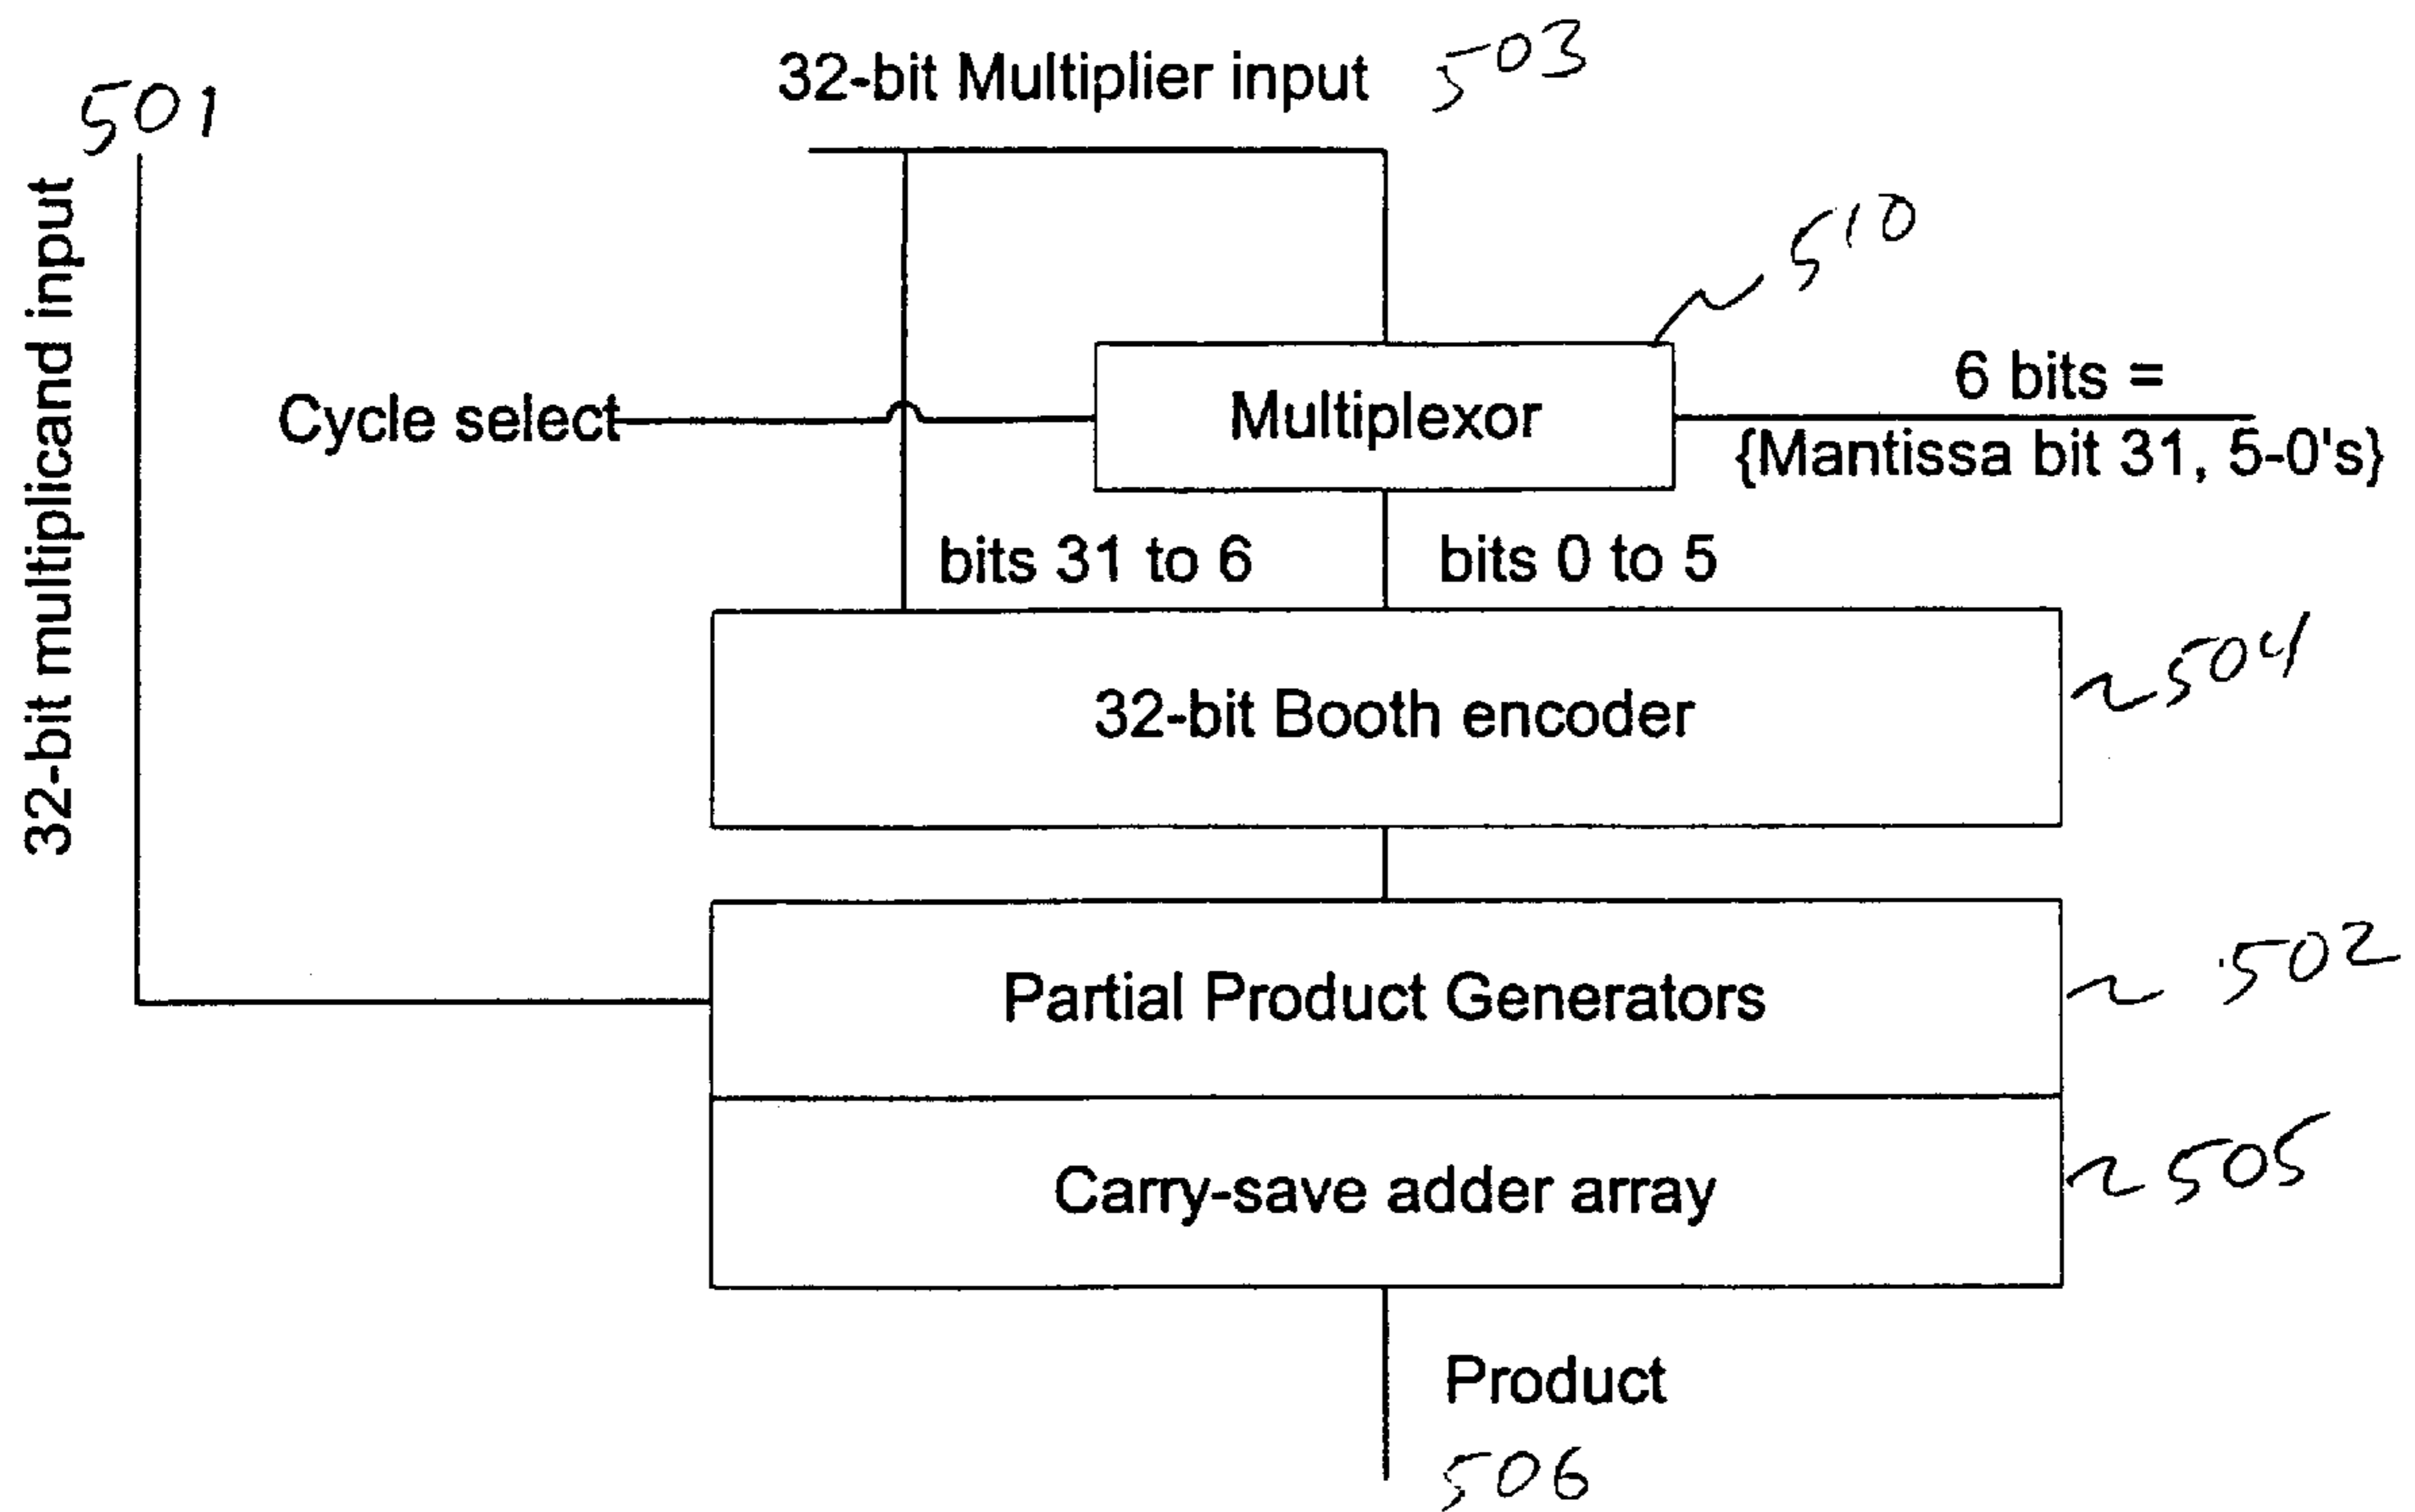 32-bit Multiplier input 503
501
32-bit multiplicand input
510
Cycle select
Multiplexor
6 bits =
{Mantissa bit 31, 5-0's}
bits 31 to 6
bits 0 to 5
32-bit Booth encoder
504
Partial Product Generators
502
Carry-save adder array
505
Product
506